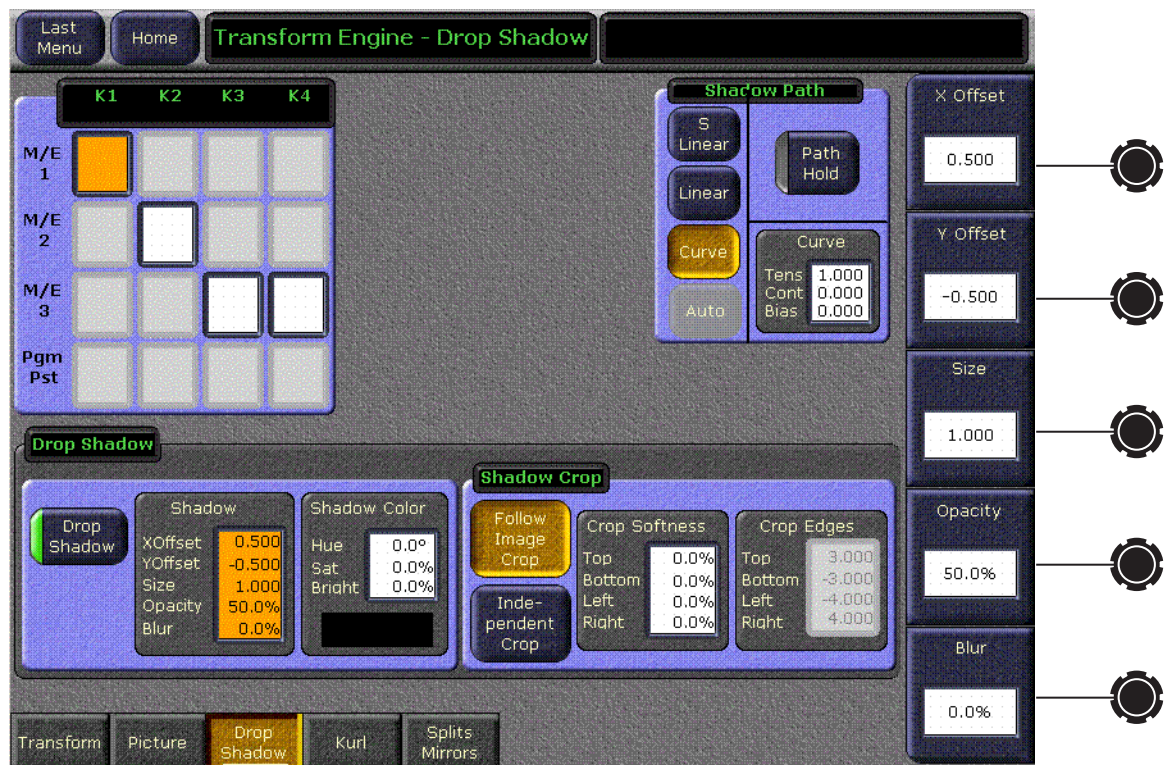 Last
Menu
Home
Transform Engine - Drop Shadow
K1 K2 K3 K4
M/E
1
M/E
2
M/E
3
Pgm
Pst
Shadow Path
S
Linear
Linear
Curve
Auto
Path
Hold
Curve
Tens 1.000
Cont 0.000
Bias 0.000
X Offset
0.500
Y Offset
-0.500
Size
1.000
Opacity
50.0%
Blur
0.0%
Drop Shadow
Drop
Shadow
Shadow
XOffset 0.500
YOffset -0.500
Size 1.000
Opacity 50.0%
Blur 0.0%
Shadow Color
Hue 0.0°
Sat 0.0%
Bright 0.0%
Shadow Crop
Follow
Image
Crop
Inde-
pendent
Crop
Crop Softness
Top 0.0%
Bottom 0.0%
Left 0.0%
Right 0.0%
Crop Edges
Top 3.000
Bottom -3.000
Left -4.000
Right 4.000
Transform
Picture
Drop
Shadow
Kurl
Splits
Mirrors